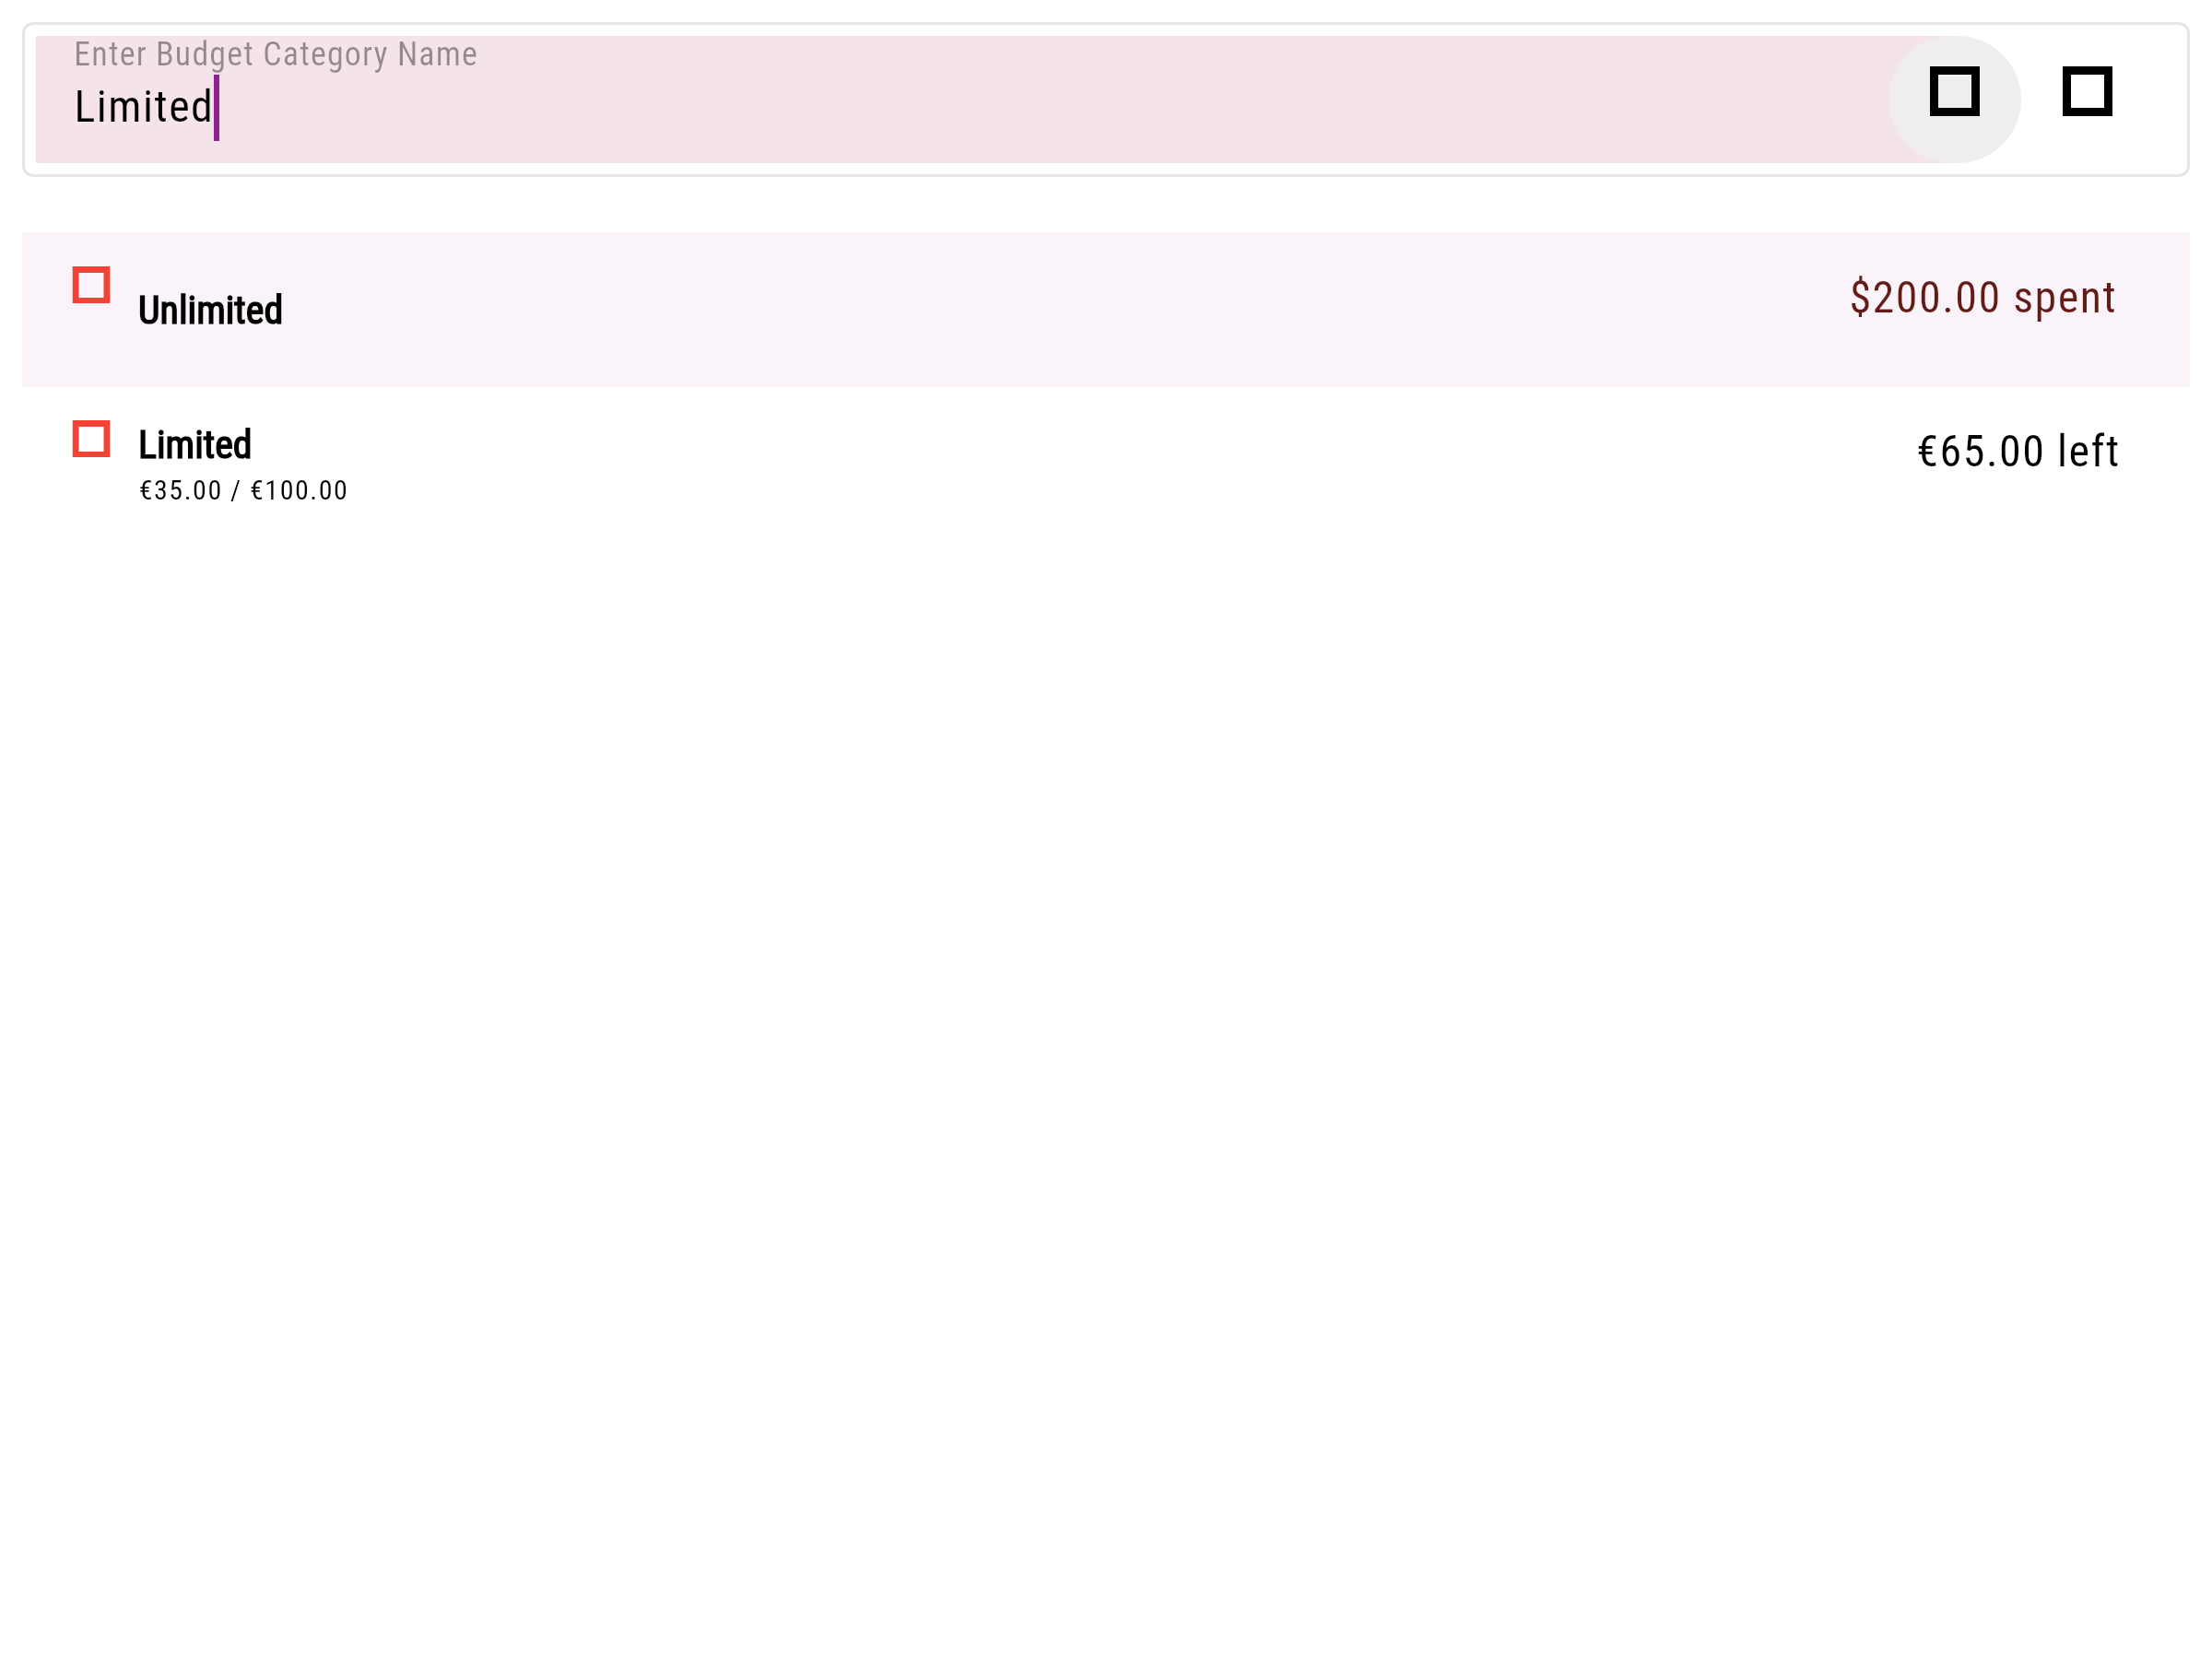 Enter Budget Category Name
Limited
Unlimited
$200.00 spent
Limited
€65.00 left
€35.00 / €100.00